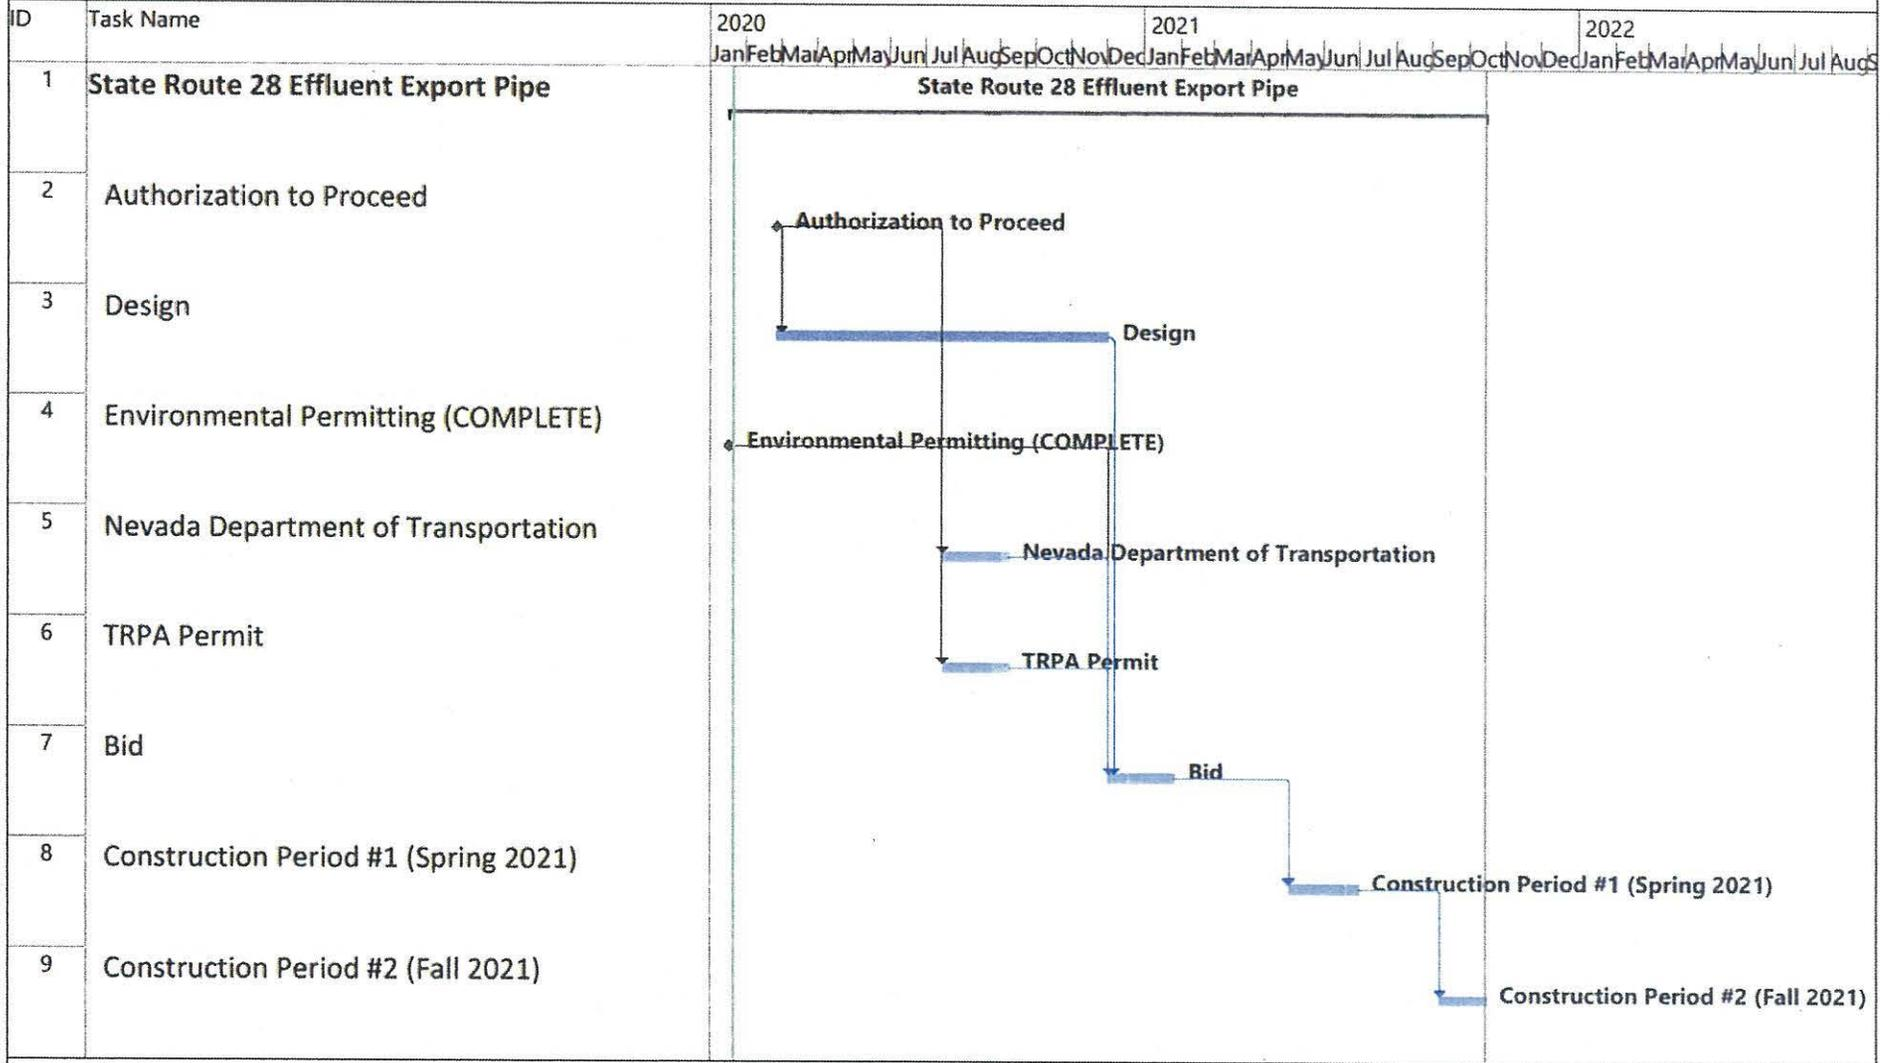 ID Task Name 2020 2021 2022
Jan Feb Mar Apr May Jun Jul Aug Sep Oct Nov Dec Jan Feb Mar Apr May Jun Jul Aug Sep Oct Nov Dec Jan Feb Mar Apr May Jun Jul Aug S
1 State Route 28 Effluent Export Pipe State Route 28 Effluent Export Pipe
2 Authorization to Proceed
Authorization to Proceed
3 Design
Design
4 Environmental Permitting (COMPLETE)
Environmental Permitting (COMPLETE)
5 Nevada Department of Transportation
Nevada Department of Transportation
6 TRPA Permit
TRPA Permit
7 Bid
Bid
8 Construction Period #1 (Spring 2021)
Construction Period #1 (Spring 2021)
9 Construction Period #2 (Fall 2021)
Construction Period #2 (Fall 2021)